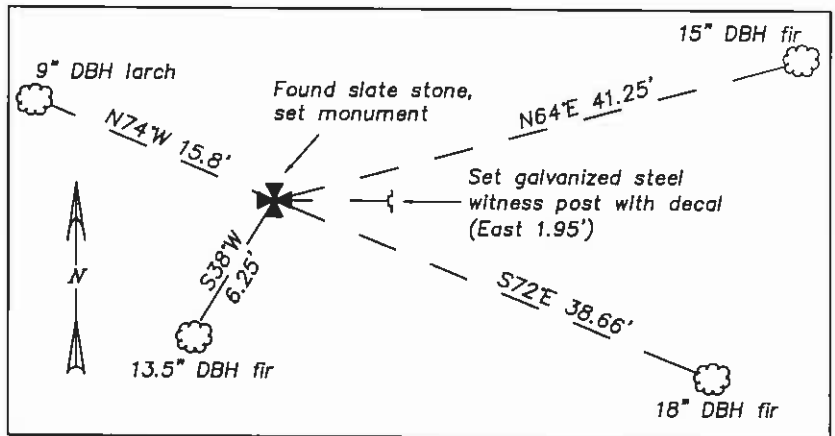 15" DBH fir
9" DBH larch
Found slate stone,
set monument
N64°E 41.25'
N74°W 15.8'
Set galvanized steel
witness post with decal
(East 1.95')
S38°W
6.25'
N
S72°E 38.66'
13.5" DBH fir
18" DBH fir